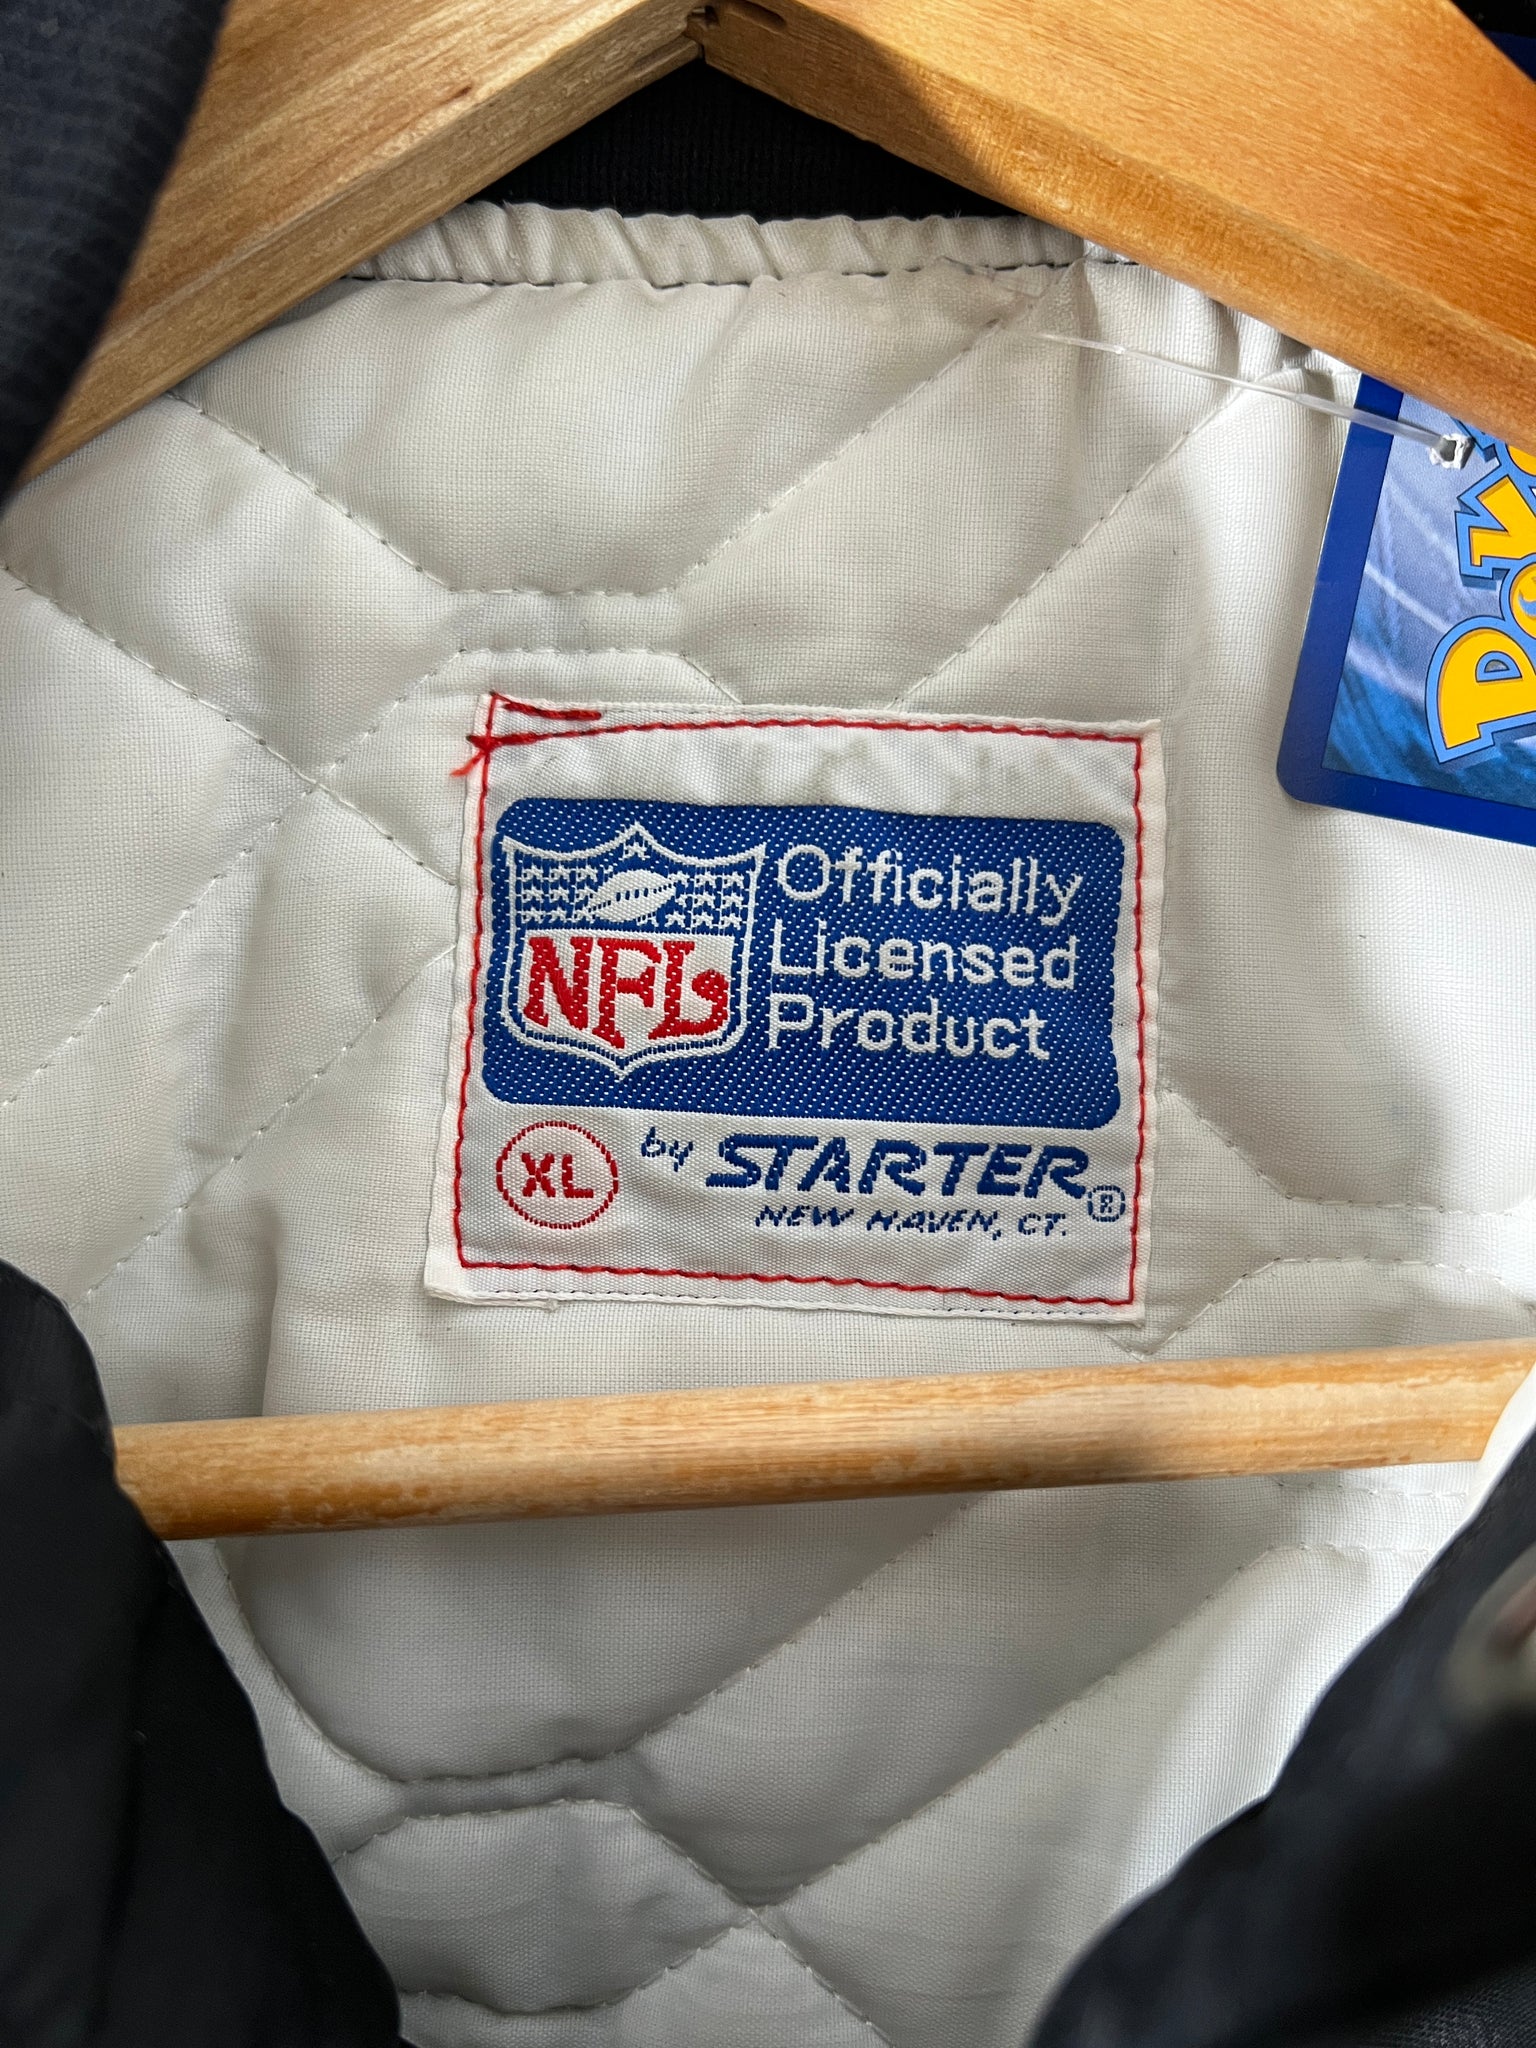 NFL
Officially
Licensed
Product
XL
by STARTER ®
NEW HAVEN, CT.